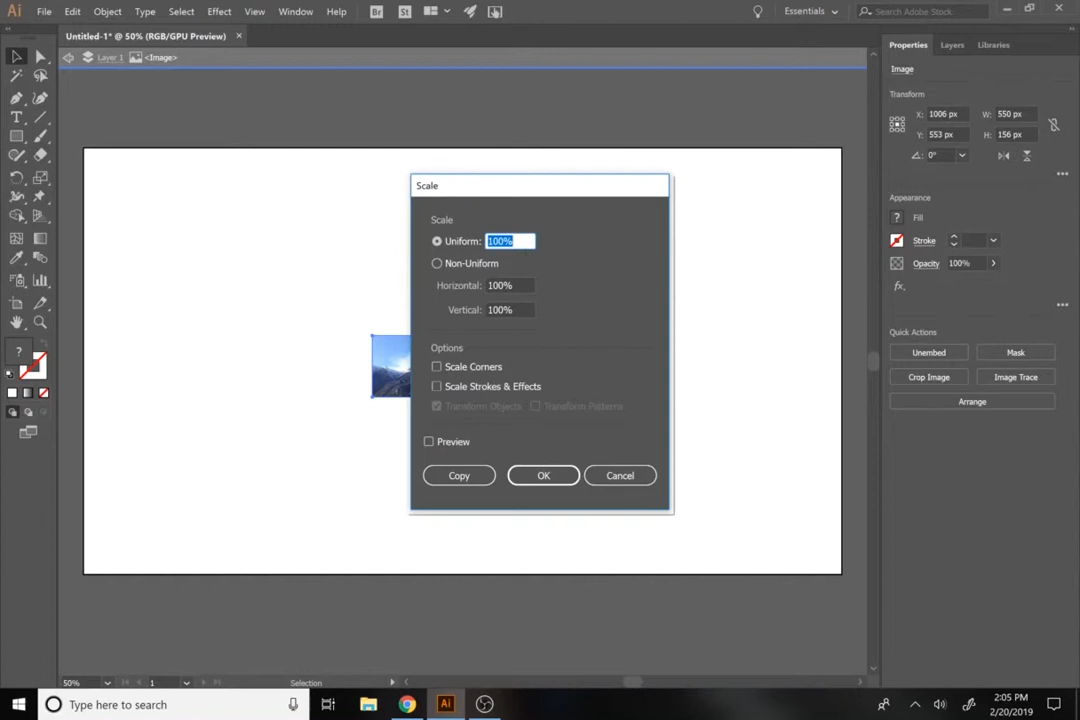 Ai File Edit Object Type Select Effect View Window Help Br St Essentials Search Adobe Stock
Untitled-1* @ 50% (RGB/GPU Preview) ×
Layer 1 <Image>
Properties Layers Libraries
Image
Transform
X: 1006 px W: 550 px
Y: 553 px H: 156 px
0°
Appearance
? Fill
Stroke
Opacity 100%
fx.
Quick Actions
Unembed Mask
Crop Image Image Trace
Arrange
Scale
Scale
Uniform: 100%
Non-Uniform
Horizontal: 100%
Vertical: 100%
Options
Scale Corners
Scale Strokes & Effects
Transform Objects Transform Patterns
Preview
Copy OK Cancel
?
50% 1 Selection
Type here to search
Ai
2:05 PM
2/20/2019